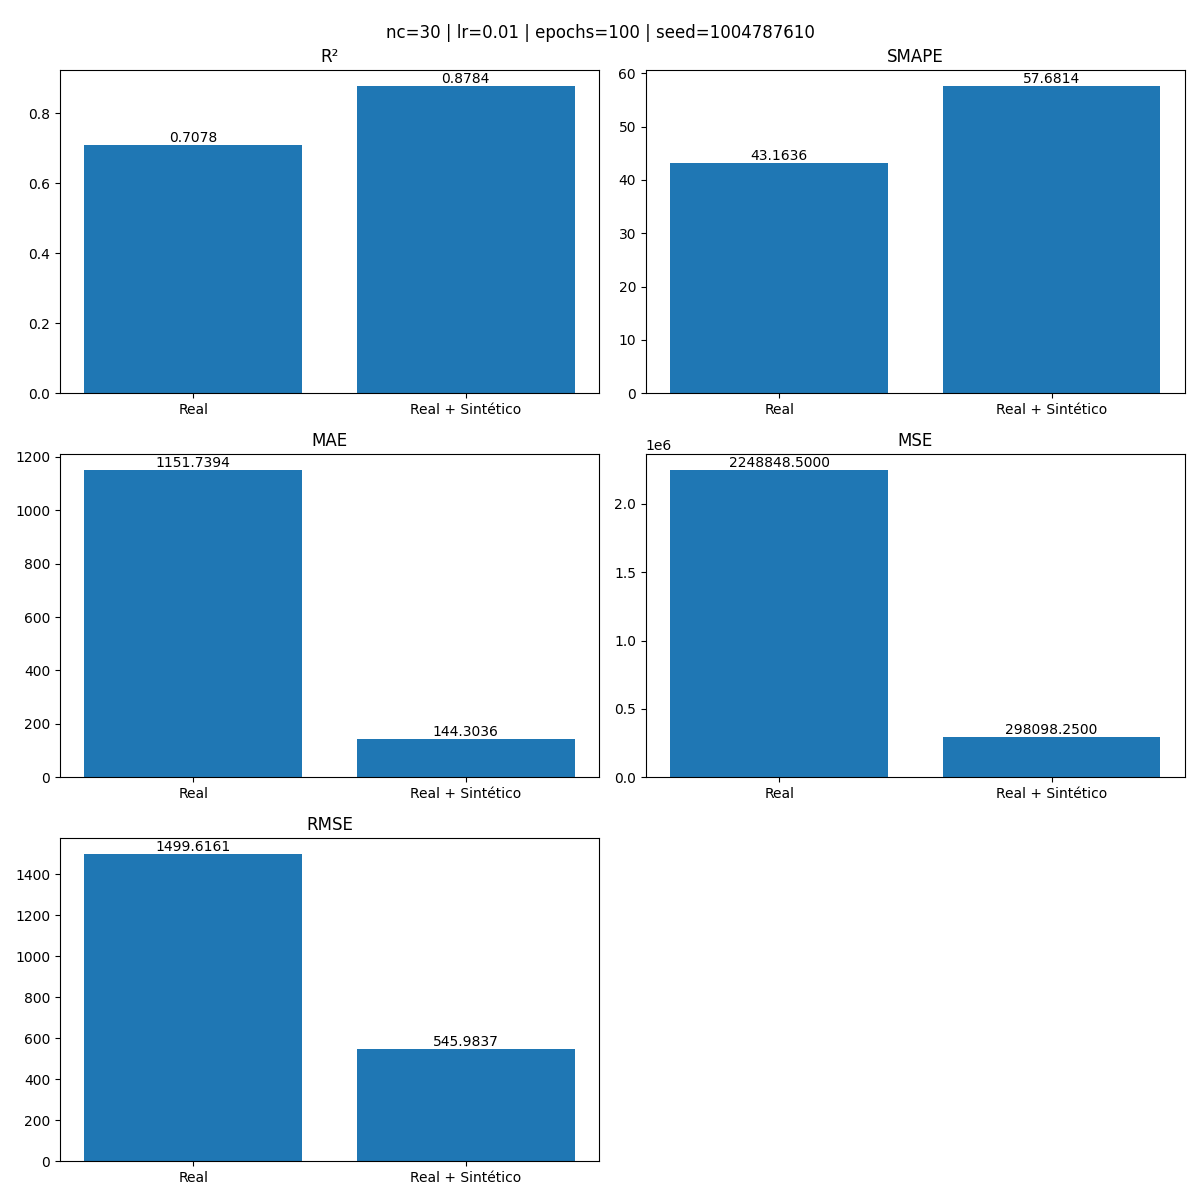 nc=30 | lr=0.01 | epochs=100 | seed=1004787610
R²
0.8
0.6
0.4
0.2
0.0
0.7078
0.8784
Real
Real + Sintético
SMAPE
60
50
40
30
20
10
0
43.1636
57.6814
Real
Real + Sintético
MAE
1200
1000
800
600
400
200
0
1151.7394
144.3036
Real
Real + Sintético
MSE
1e6
2.0
1.5
1.0
0.5
0.0
2248848.5000
298098.2500
Real
Real + Sintético
RMSE
1400
1200
1000
800
600
400
200
0
1499.6161
545.9837
Real
Real + Sintético